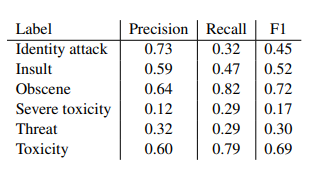 Label Precision Recall F1
Identity attack 0.73 0.32 0.45
Insult 0.59 0.47 0.52
Obscene 0.64 0.82 0.72
Severe toxicity 0.12 0.29 0.17
Threat 0.32 0.29 0.30
Toxicity 0.60 0.79 0.69